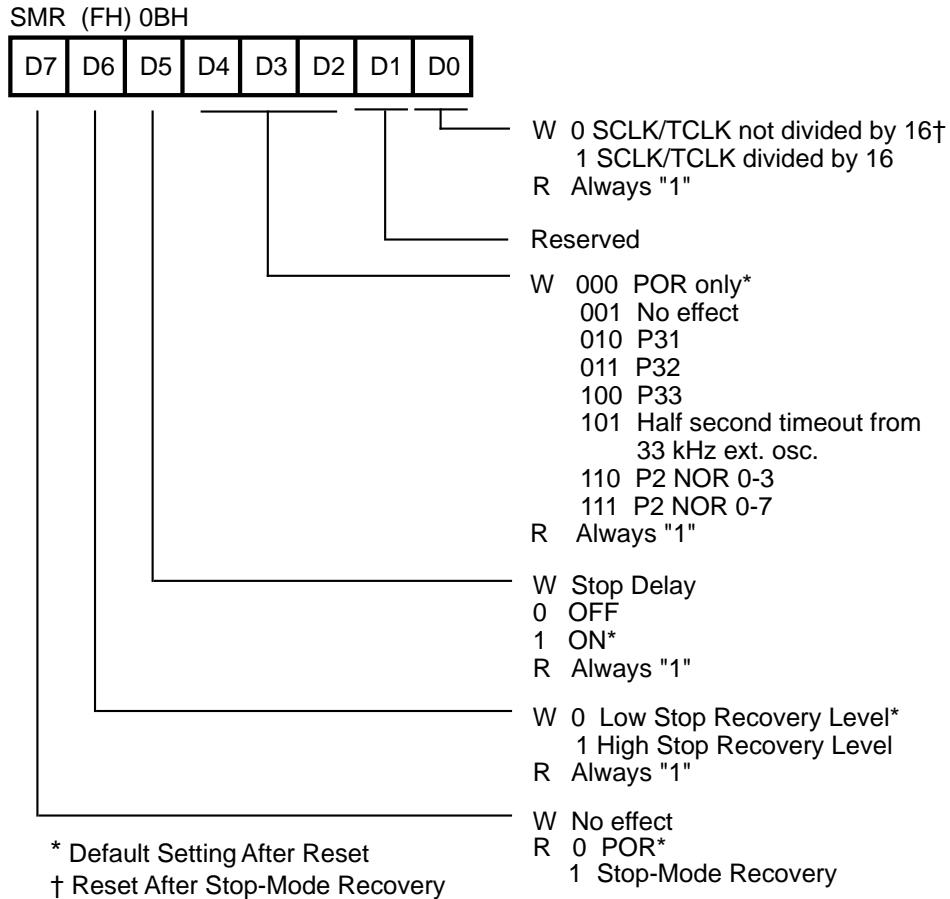 SMR (FH) 0BH
D7 D6 D5 D4 D3 D2 D1 D0
W 0 SCLK/TCLK not divided by 16†
1 SCLK/TCLK divided by 16
R Always "1"
Reserved
W 000 POR only*
001 No effect
010 P31
011 P32
100 P33
101 Half second timeout from
33 kHz ext. osc.
110 P2 NOR 0-3
111 P2 NOR 0-7
R Always "1"
W Stop Delay
0 OFF
1 ON*
R Always "1"
W 0 Low Stop Recovery Level*
1 High Stop Recovery Level
R Always "1"
W No effect
R 0 POR*
1 Stop-Mode Recovery
* Default Setting After Reset
† Reset After Stop-Mode Recovery